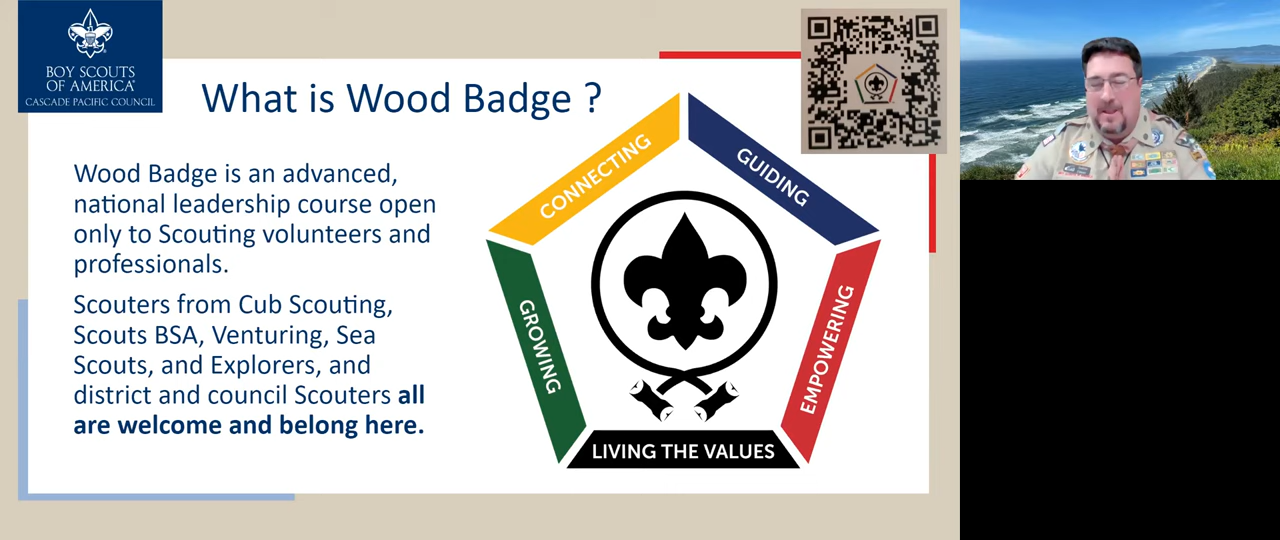 BOY SCOUTS
OF AMERICA®
CASCADE PACIFIC COUNCIL
What is Wood Badge ?
Wood Badge is an advanced,
national leadership course open
only to Scouting volunteers and
professionals.
Scouters from Cub Scouting,
Scouts BSA, Venturing, Sea
Scouts, and Explorers, and
district and council Scouters all
are welcome and belong here.
CONNECTING
GUIDING
GROWING
EMPOWERING
LIVING THE VALUES